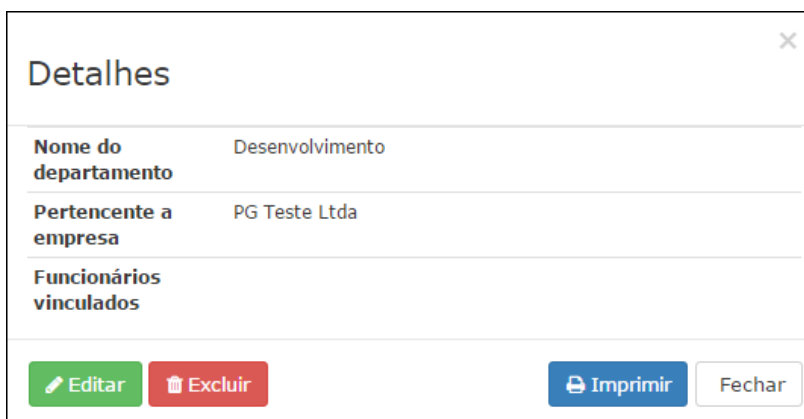 ×
Detalhes
Nome do Desenvolvimento
departamento
Pertencente a PG Teste Ltda
empresa
Funcionários
vinculados
Editar Excluir Imprimir Fechar